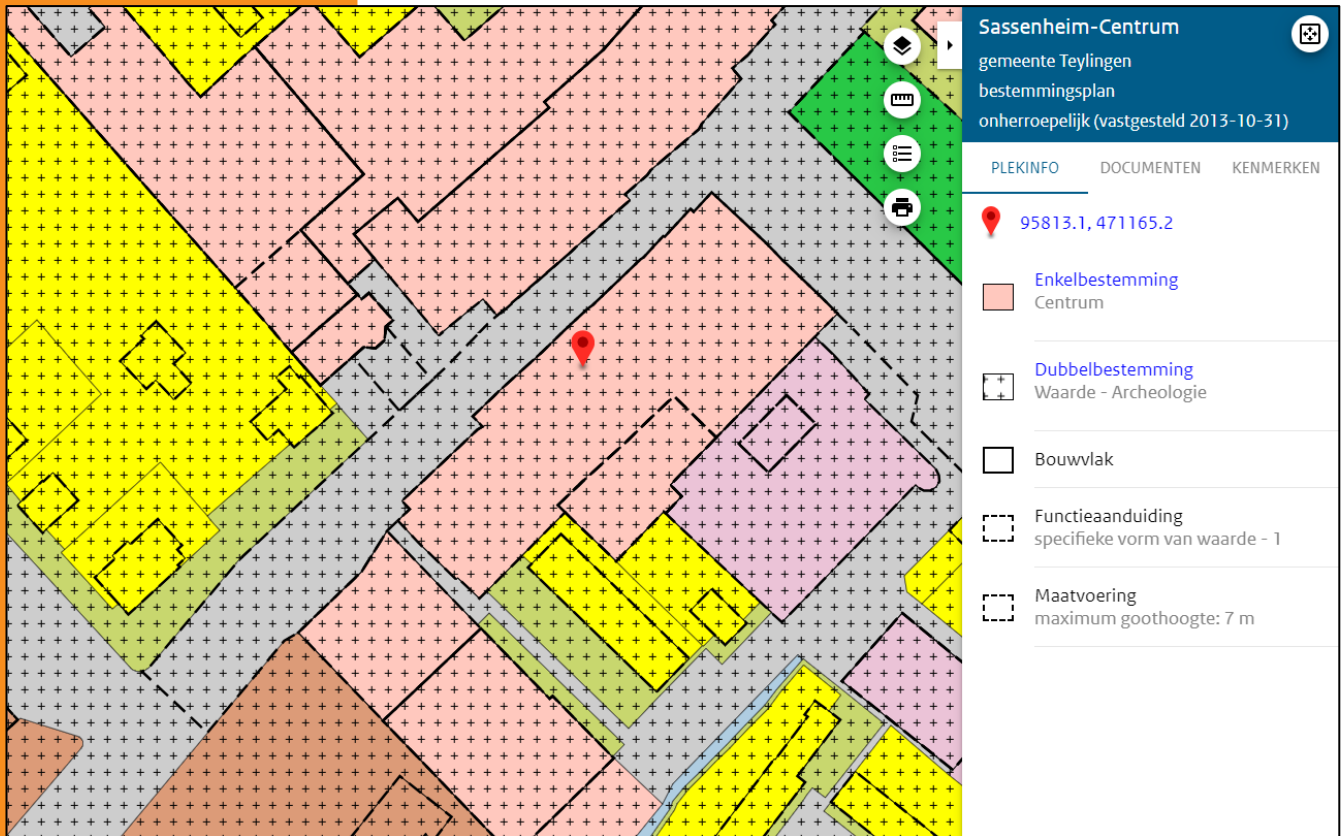 Sassenheim-Centrum
gemeente Teylingen
bestemmingsplan
onherroepelijk (vastgesteld 2013-10-31)
PLEKINFO DOCUMENTEN KENMERKEN
95813.1, 471165.2
Enkelbestemming
Centrum
Dubbelbestemming
Waarde - Archeologie
Bouwvlak
Functieaanduiding
specifieke vorm van waarde - 1
Maatvoering
maximum goothoogte: 7 m